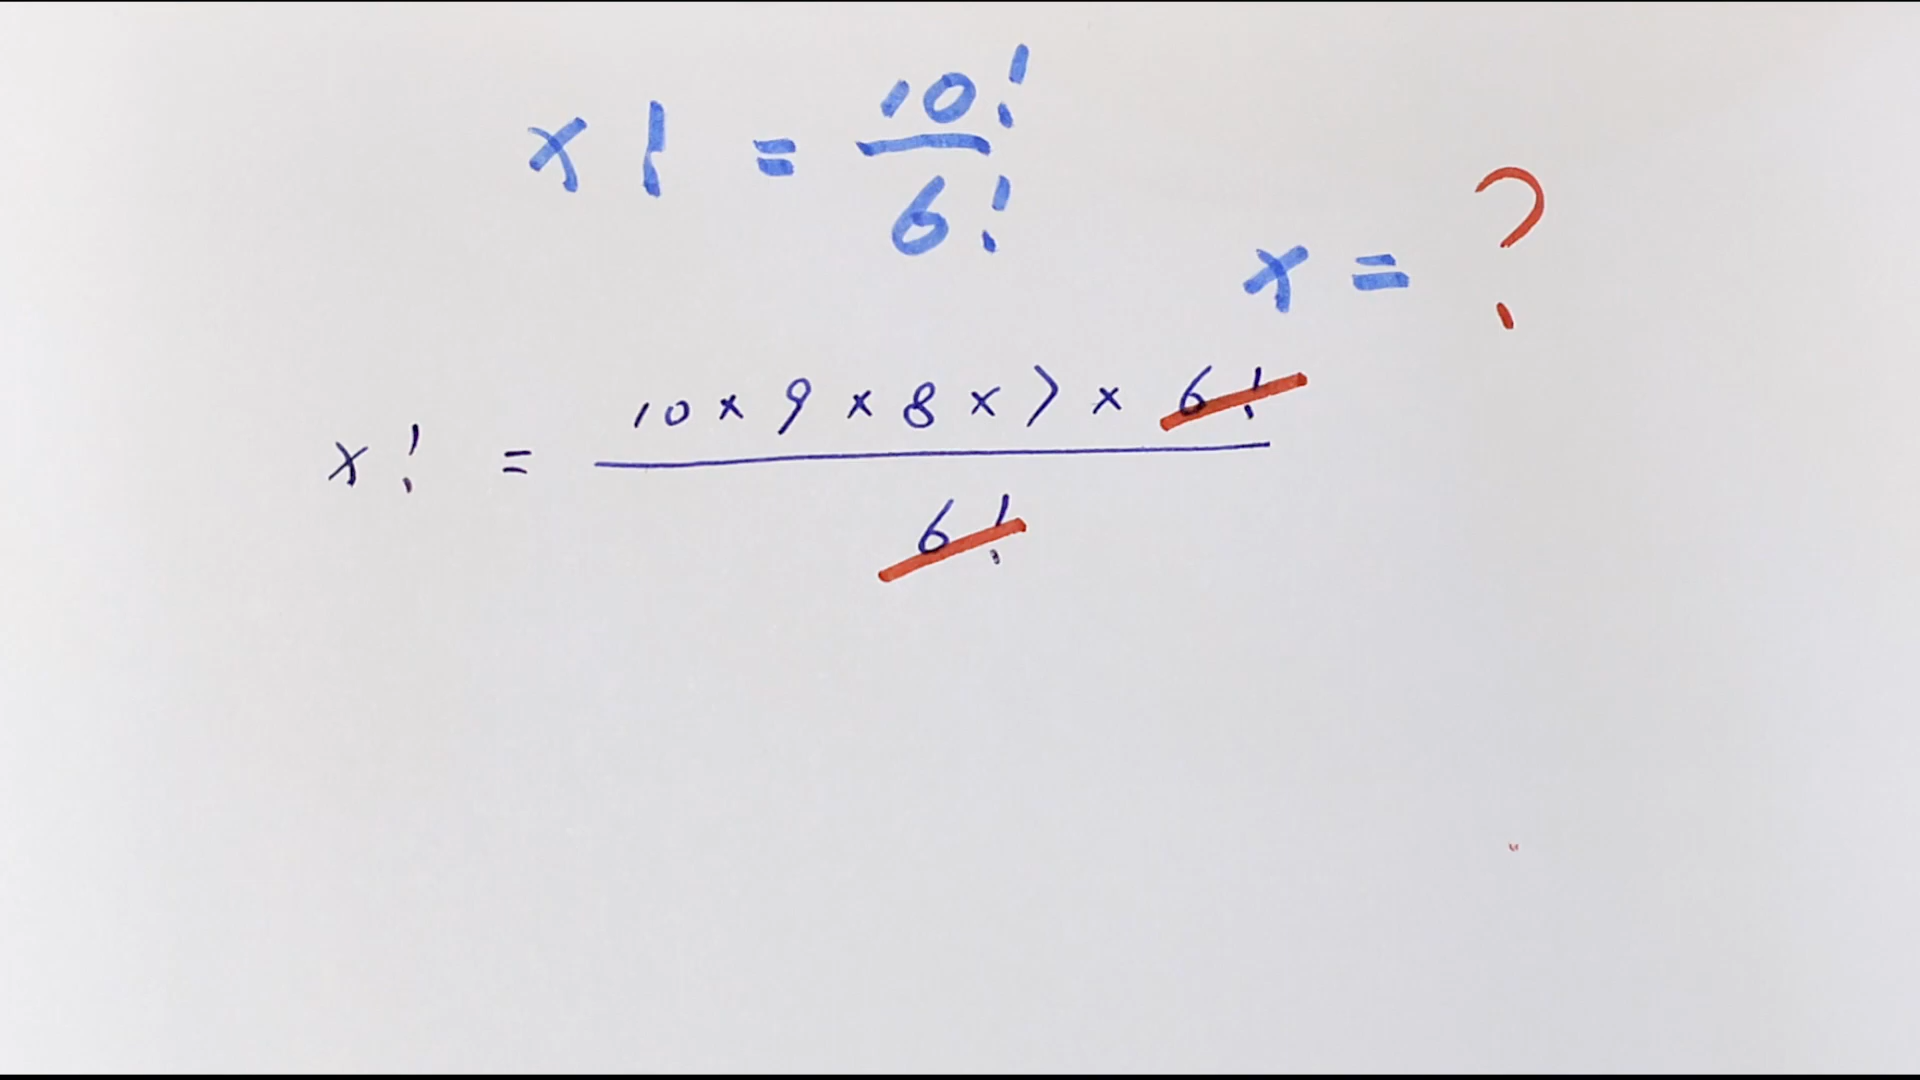 x! = 10!/6!
x = ?
x! = 10 × 9 × 8 × 7 × 6!/6!